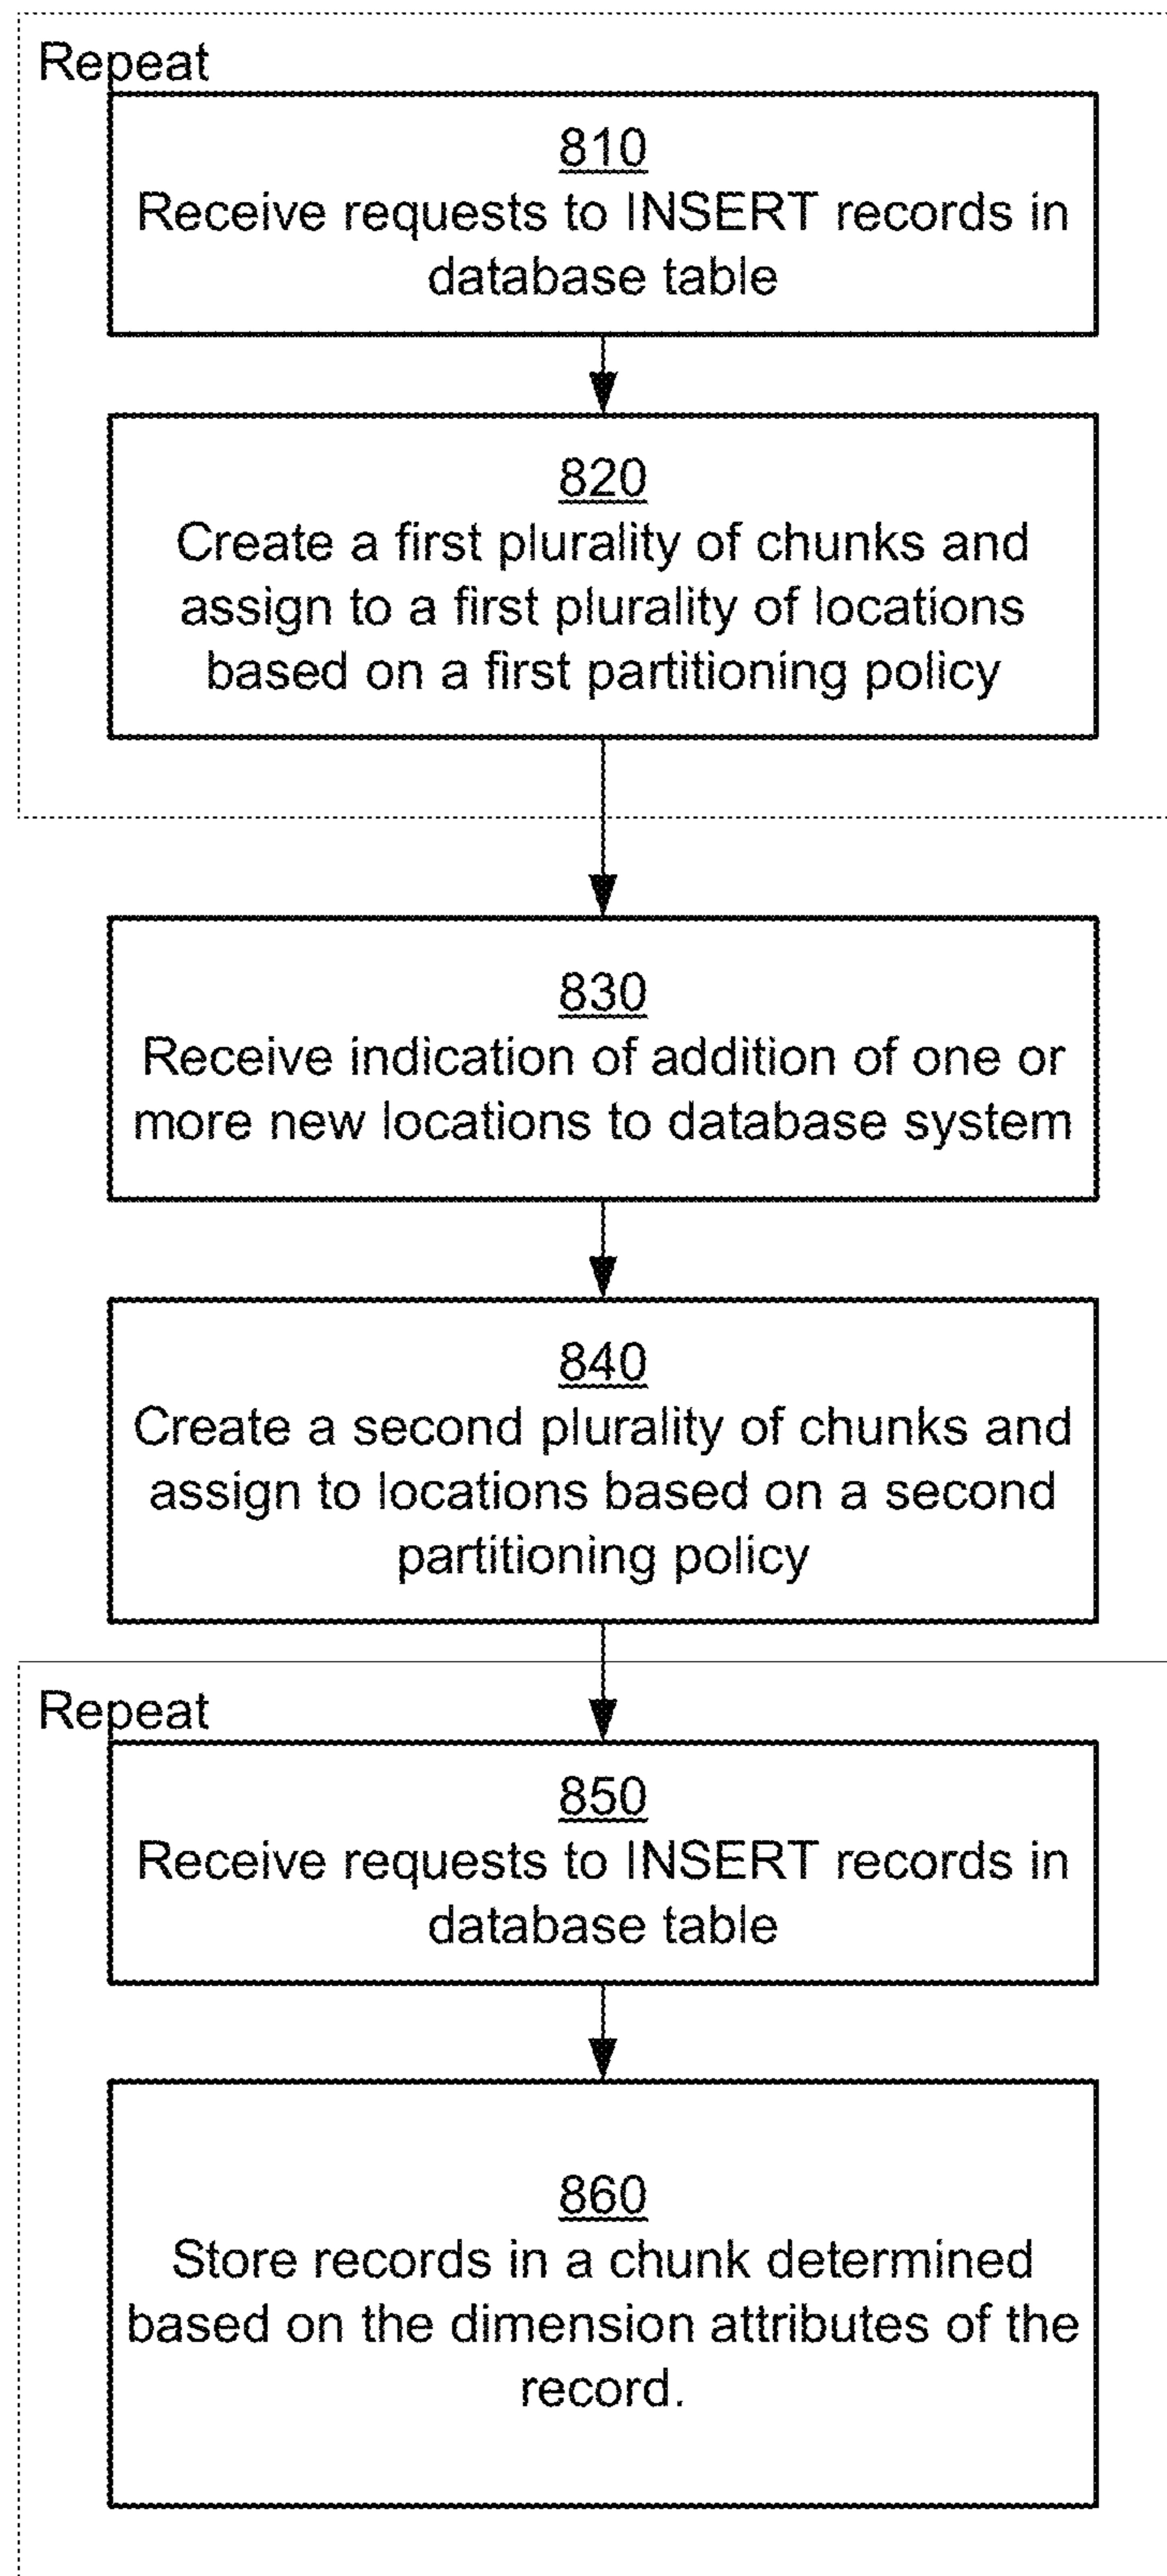 Repeat
810
Receive requests to INSERT records in
database table
820
Create a first plurality of chunks and
assign to a first plurality of locations
based on a first partitioning policy
830
Receive indication of addition of one or
more new locations to database system
840
Create a second plurality of chunks and
assign to locations based on a second
partitioning policy
Repeat
850
Receive requests to INSERT records in
database table
860
Store records in a chunk determined
based on the dimension attributes of the
record.